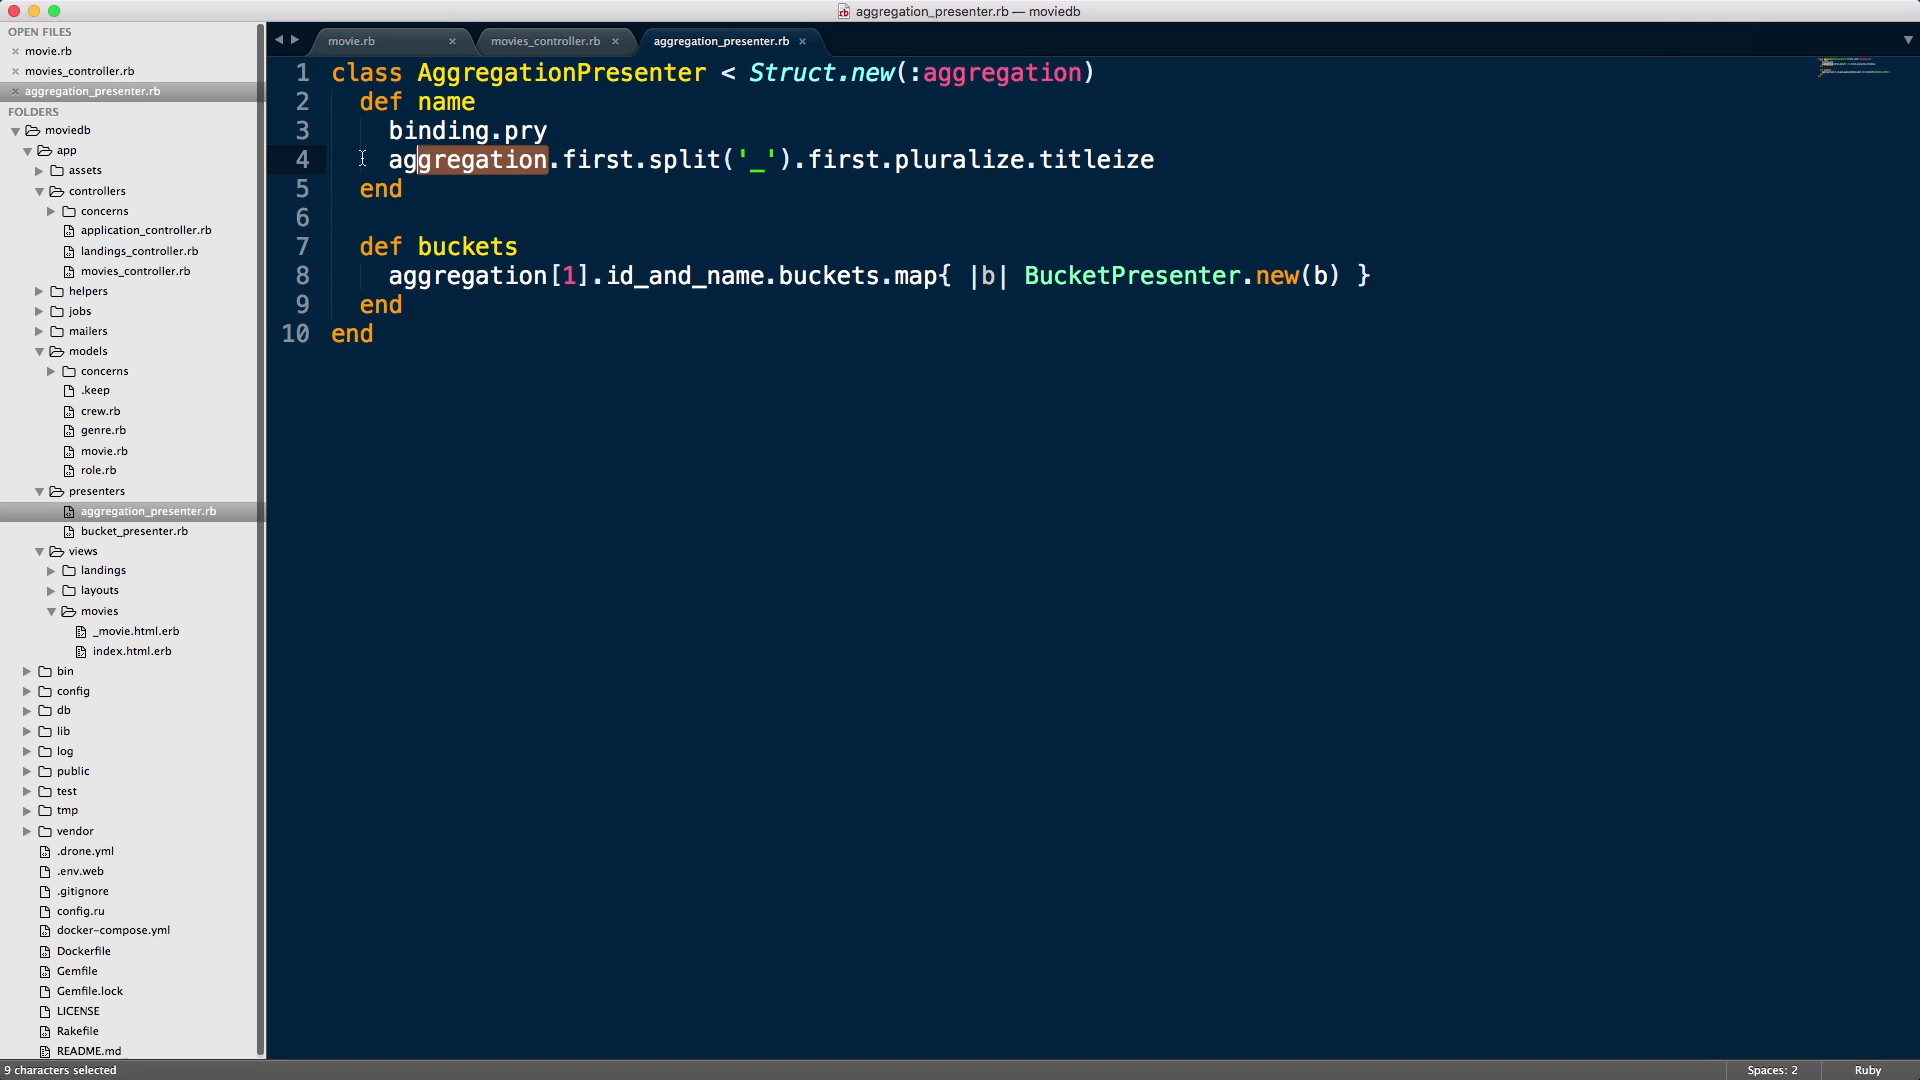 aggregation_presenter.rb — moviedb
OPEN FILES
movie.rb
movies_controller.rb
aggregation_presenter.rb
FOLDERS
moviedb
app
assets
controllers
concerns
application_controller.rb
landings_controller.rb
movies_controller.rb
helpers
jobs
mailers
models
concerns
.keep
crew.rb
genre.rb
movie.rb
role.rb
presenters
aggregation_presenter.rb
bucket_presenter.rb
views
landings
layouts
movies
_movie.html.erb
index.html.erb
bin
config
db
lib
log
public
test
tmp
vendor
.drone.yml
.env.web
.gitignore
config.ru
docker-compose.yml
Dockerfile
Gemfile
Gemfile.lock
LICENSE
Rakefile
README.md
movie.rb movies_controller.rb aggregation_presenter.rb
1 class AggregationPresenter < Struct.new(:aggregation)
2 def name
3 binding.pry
4 aggregation.first.split('_').first.pluralize.titleize
5 end
6
7 def buckets
8 aggregation[1].id_and_name.buckets.map{ |b| BucketPresenter.new(b) }
9 end
10 end
9 characters selected
Spaces: 2 Ruby